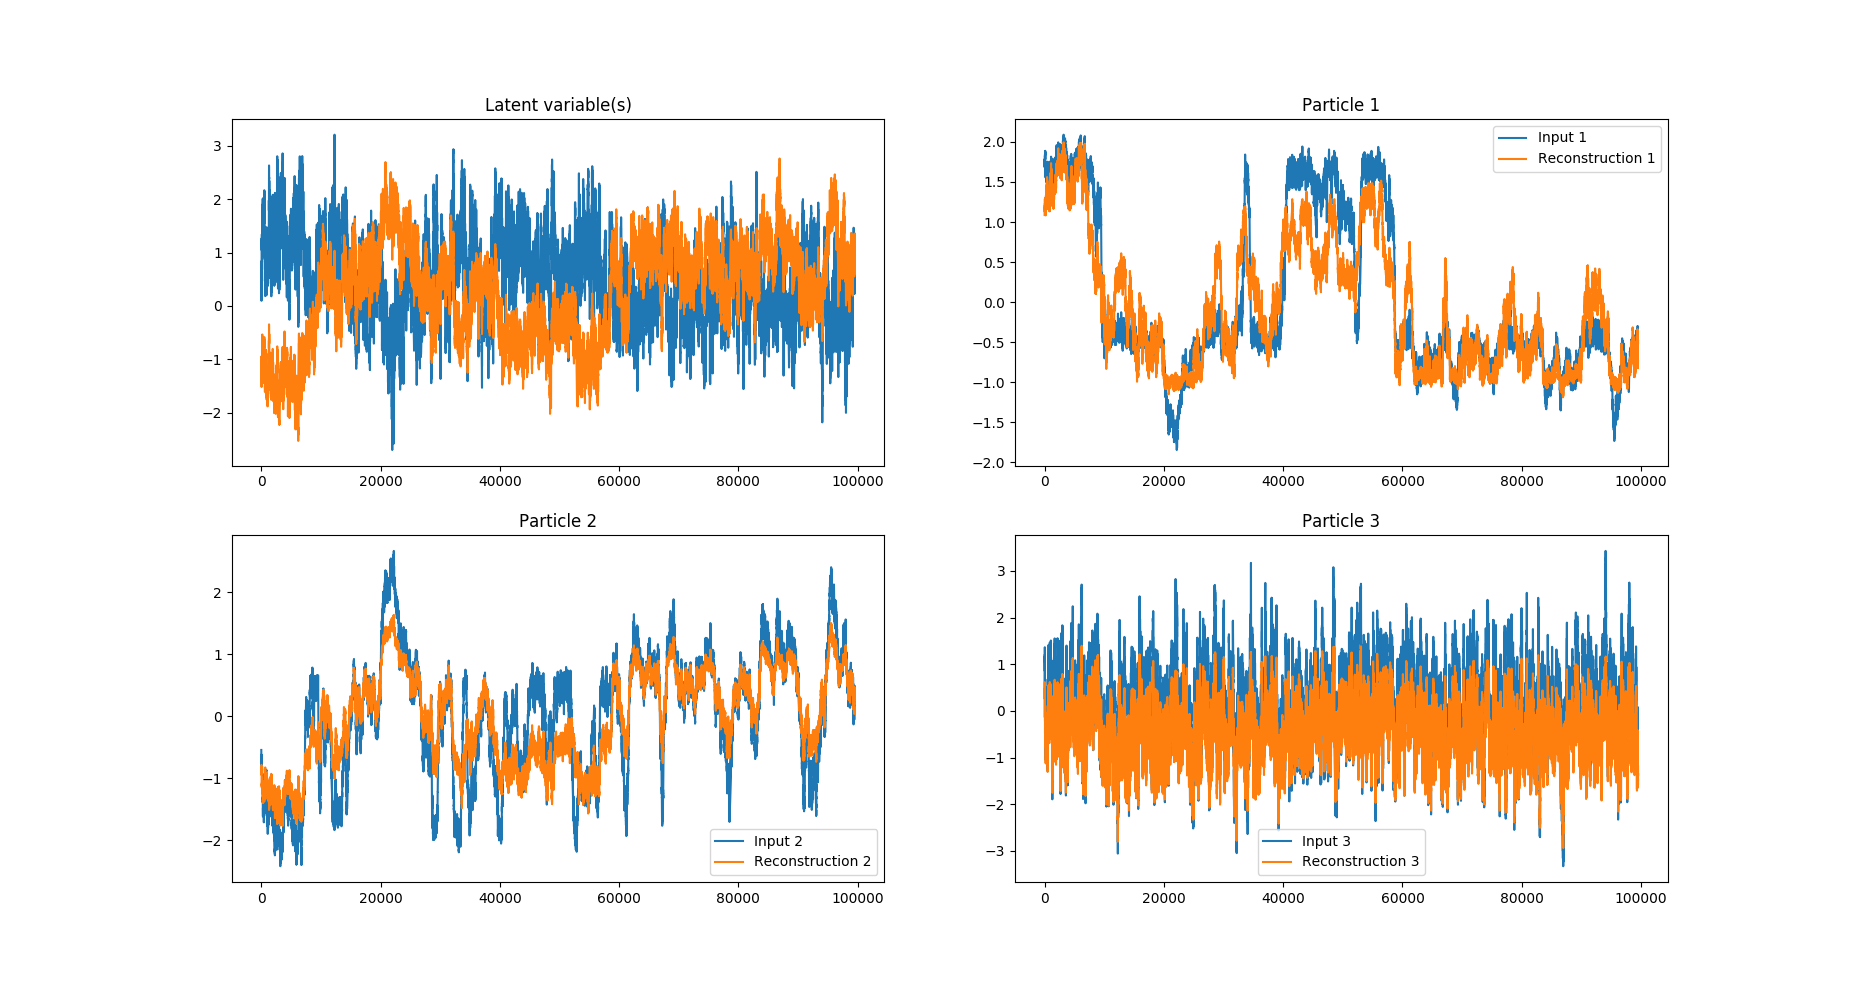 Latent variable(s)
3
2
1
0
−1
−2
0 20000 40000 60000 80000 100000
Particle 1
2.0
1.5
1.0
0.5
0.0
−0.5
−1.0
−1.5
−2.0
0 20000 40000 60000 80000 100000
Input 1
Reconstruction 1
Particle 2
2
1
0
−1
−2
0 20000 40000 60000 80000 100000
Input 2
Reconstruction 2
Particle 3
3
2
1
0
−1
−2
−3
0 20000 40000 60000 80000 100000
Input 3
Reconstruction 3